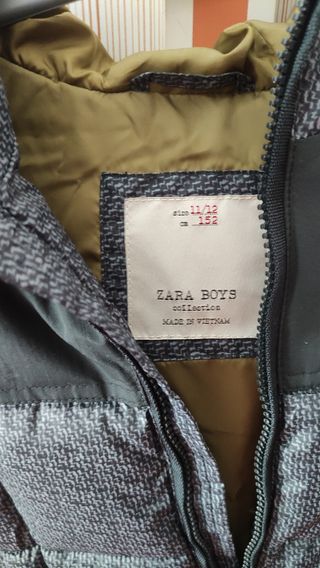 size 11/12
cm 152
ZARA BOYS
collection
MADE IN VIETNAM